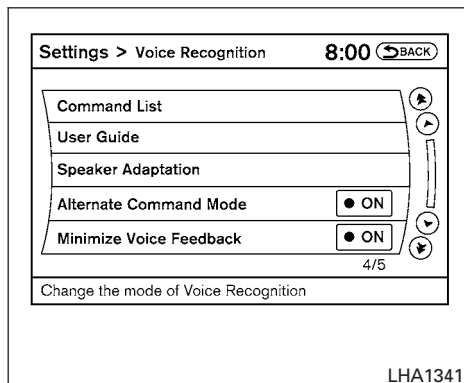 Settings > Voice Recognition 8:00 BACK
Command List
User Guide
Speaker Adaptation
Alternate Command Mode ON
Minimize Voice Feedback ON
4/5
Change the mode of Voice Recognition
LHA1341